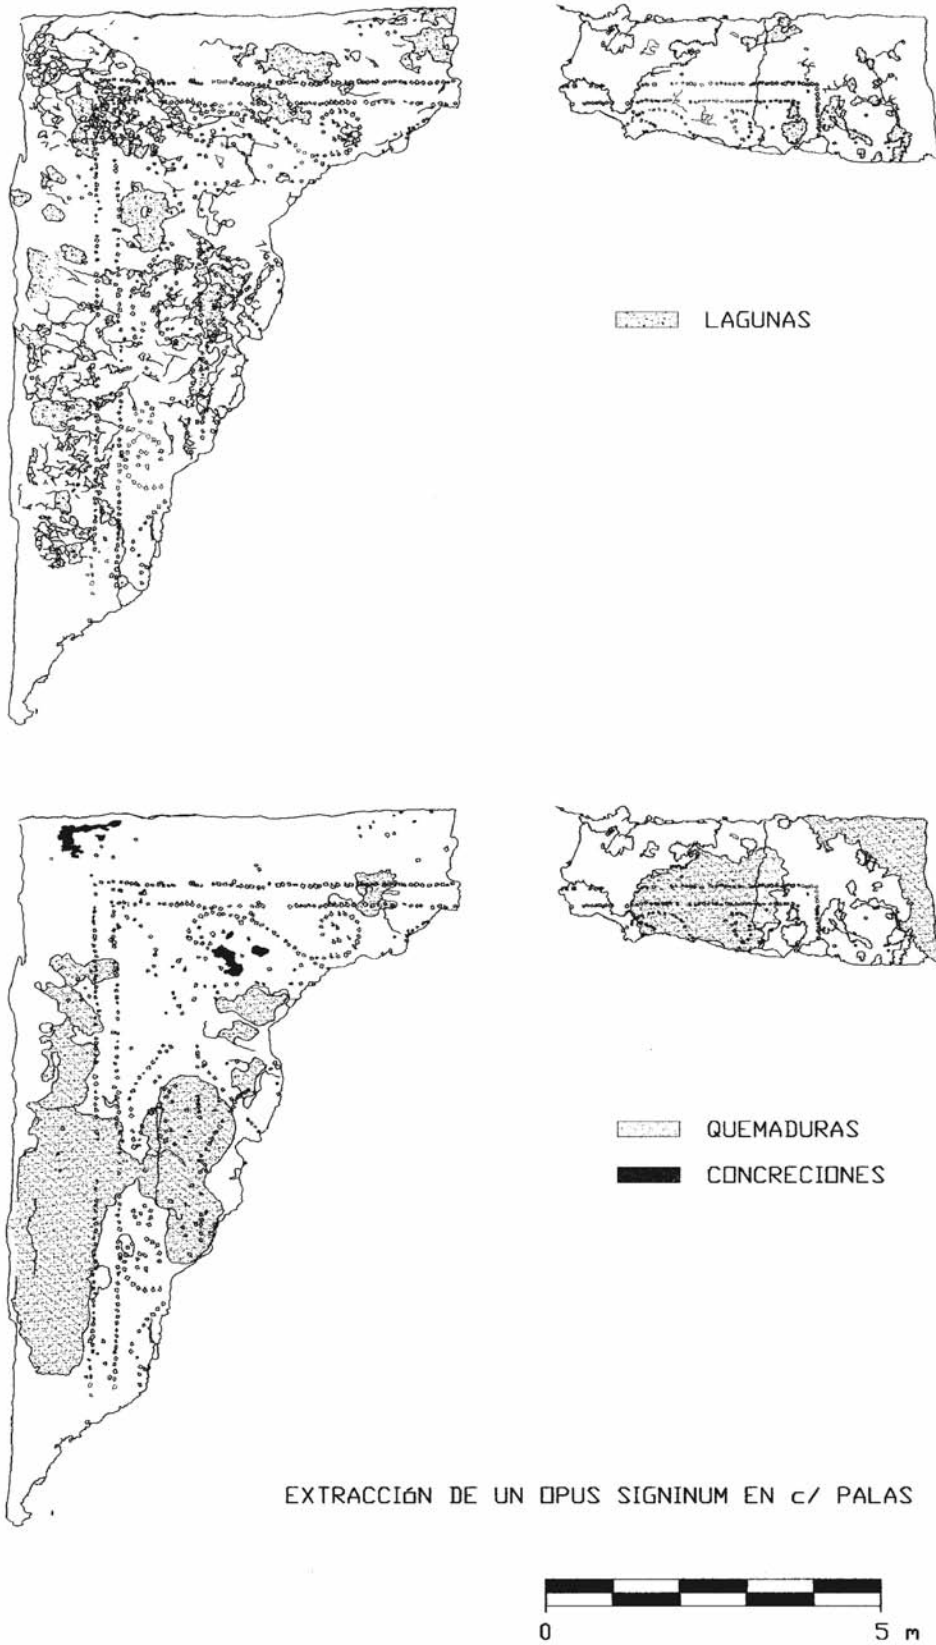 LAGUNAS
QUEMADURAS
CONCRECIONES
EXTRACCIóN DE UN OPUS SIGNINUM EN c/ PALAS
0 5 m